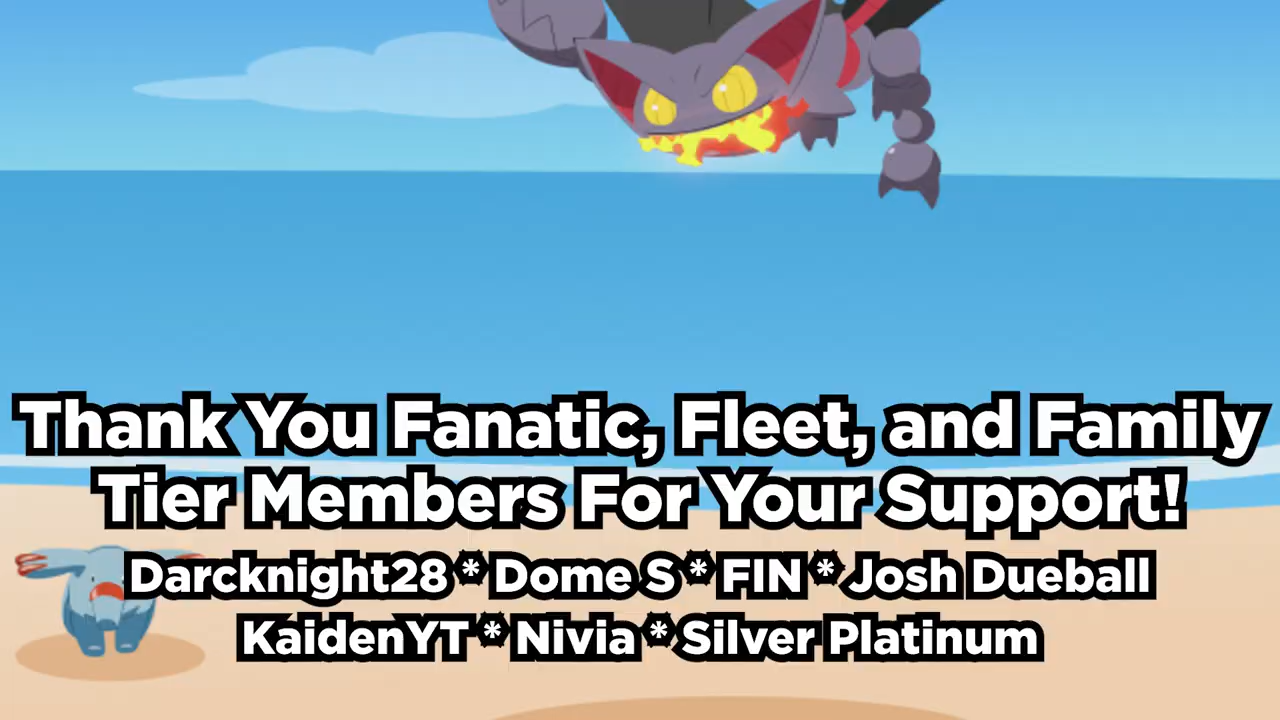 Thank You Fanatic, Fleet, and Family
Tier Members For Your Support!
Darcknight28 * Dome S * FIN * Josh Dueball
KaidenYT * Nivia * Silver Platinum